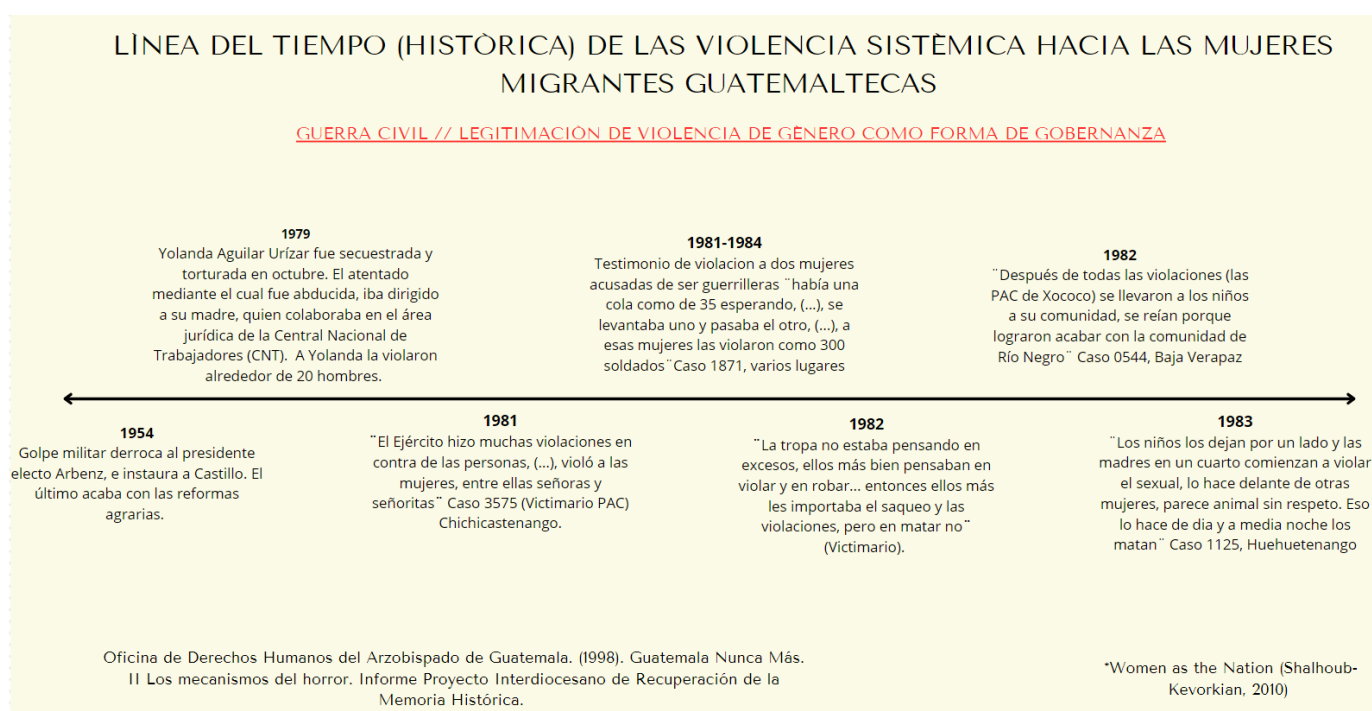 LÌNEA DEL TIEMPO (HISTÒRICA) DE LAS VIOLENCIA SISTÈMICA HACIA LAS MUJERES
MIGRANTES GUATEMALTECAS
GUERRA CIVIL // LEGITIMACIÒN DE VIOLENCIA DE GÈNERO COMO FORMA DE GOBERNANZA
1979
Yolanda Aguilar Urízar fue secuestrada y
torturada en octubre. El atentado
mediante el cual fue abducida, iba dirigido
a su madre, quien colaboraba en el área
jurídica de la Central Nacional de
Trabajadores (CNT).  A Yolanda la violaron
alrededor de 20 hombres.
1981-1984
Testimonio de violacion a dos mujeres
acusadas de ser guerrilleras ¨había una
cola como de 35 esperando, (...), se
levantaba uno y pasaba el otro, (...), a
esas mujeres las violaron como 300
soldados¨Caso 1871, varios lugares
1982
¨Después de todas las violaciones (las
PAC de Xococo) se llevaron a los niños
a su comunidad, se reían porque
lograron acabar con la comunidad de
Río Negro¨ Caso 0544, Baja Verapaz
1954
Golpe militar derroca al presidente
electo Arbenz, e instaura a Castillo. El
último acaba con las reformas
agrarias.
1981
¨El Ejército hizo muchas violaciones en
contra de las personas, (...), violó a las
mujeres, entre ellas señoras y
señoritas¨ Caso 3575 (Victimario PAC)
Chichicastenango.
1982
¨La tropa no estaba pensando en
excesos, ellos más bien pensaban en
violar y en robar... entonces ellos más
les importaba el saqueo y las
violaciones, pero en matar no¨
(Victimario).
1983
¨Los niños los dejan por un lado y las
madres en un cuarto comienzan a violar
el sexual, lo hace delante de otras
mujeres, parece animal sin respeto. Eso
lo hace de dia y a media noche los
matan¨ Caso 1125, Huehuetenango
Oficina de Derechos Humanos del Arzobispado de Guatemala. (1998). Guatemala Nunca Más.
II Los mecanismos del horror. Informe Proyecto Interdiocesano de Recuperación de la
Memoria Histórica.
*Women as the Nation (Shalhoub-
Kevorkian, 2010)